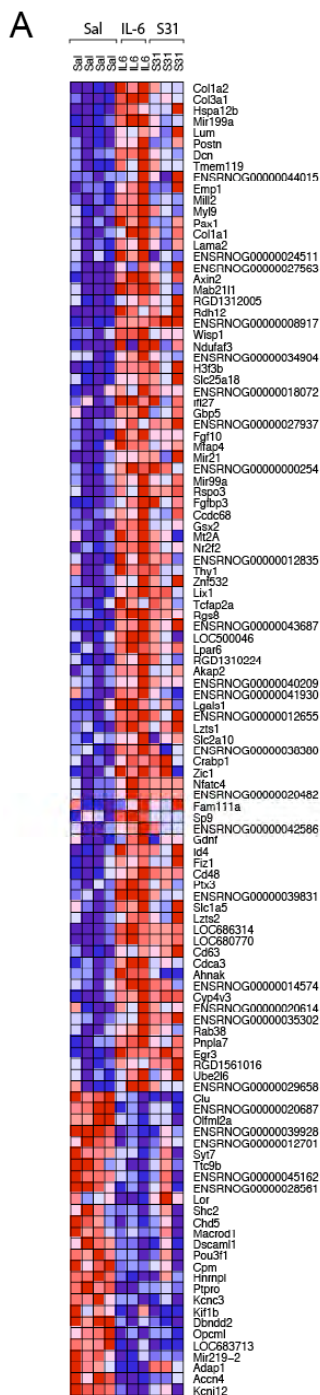 A
Sal IL-6 S31
Sal Sal Sal Sal IL6 IL6 IL6 S31 S31 S31
Col1a2
Col3a1
Hspa12b
Mir199a
Lum
Postn
Dcn
Tmem119
ENSRNOG00000044015
Emp1
Mill2
Myl9
Pax1
Col1a1
Lama2
ENSRNOG00000024511
ENSRNOG00000027563
Axin2
Mab21l1
RGD1312005
Rdh12
ENSRNOG00000008917
Wisp1
Ndufaf3
ENSRNOG00000034904
H3f3b
Slc25a18
ENSRNOG00000018072
Ifi27
Gbp5
ENSRNOG00000027937
Fgf10
Mfap4
Mir21
ENSRNOG00000000254
Mir99a
Rspo3
Fgfbp3
Ccdc68
Gsx2
Mt2A
Nr2f2
ENSRNOG00000012835
Thy1
Znf532
Lix1
Tcfap2a
Rgs8
ENSRNOG00000043687
LOC500046
Lpar6
RGD1310224
Akap2
ENSRNOG00000040209
ENSRNOG00000041930
Lgals1
ENSRNOG00000012655
Lzts1
Slc2a10
ENSRNOG00000038380
Crabp1
Zic1
Nfatc4
ENSRNOG00000020482
Fam111a
Sp9
ENSRNOG00000042586
Gdnf
Id4
Fiz1
Cd48
Ptx3
ENSRNOG00000039831
Slc1a5
Lzts2
LOC686314
LOC680770
Cd63
Cdca3
Ahnak
ENSRNOG00000014574
Cyp4v3
ENSRNOG00000020614
ENSRNOG00000035302
Rab38
Pnpla7
Egr3
RGD1561016
Ube2l6
ENSRNOG00000029658
Clu
ENSRNOG00000020687
Olfml2a
ENSRNOG00000039928
ENSRNOG00000012701
Syt7
Ttc9b
ENSRNOG00000045162
ENSRNOG00000028561
Lor
Shc2
Chd5
Macrod1
Dscaml1
Pou3f1
Cpm
Hnrnpl
Ptpro
Kcnc3
Kif1b
Dbndd2
Opcml
LOC683713
Mir219-2
Adap1
Accn4
Kcnj12